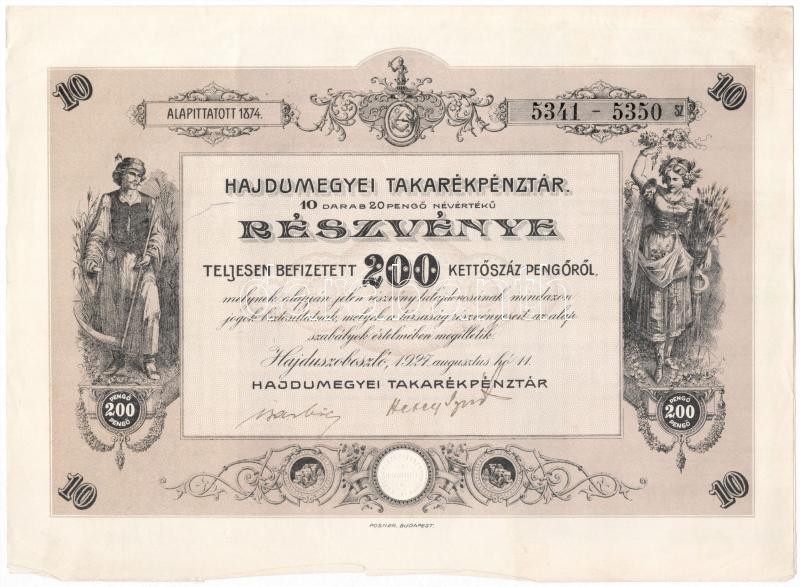 10 10
ALAPITTATOTT 1874.
5341 - 5350 SZ
HAJDUMEGYEI TAKARÉKPÉNZTÁR.
10 DARAB 20 PENGŐ NÉVÉRTÉKŰ
RÉSZVÉNYE
TELJESEN BEFIZETETT 200 KETTŐSZÁZ PENGŐRŐL,
melynek alapján jelen részvény tulajdonosának mindazon
jogok biztosíttatnak, melyek a társaság részvényeseit az alap
szabályok értelmében megilletik.
Hajduszoboszló, 1927. augusztus hó 11.
HAJDUMEGYEI TAKARÉKPÉNZTÁR
PENGŐ 200 PENGŐ
PENGŐ 200 PENGŐ
10 10
POSNER, BUDAPEST.